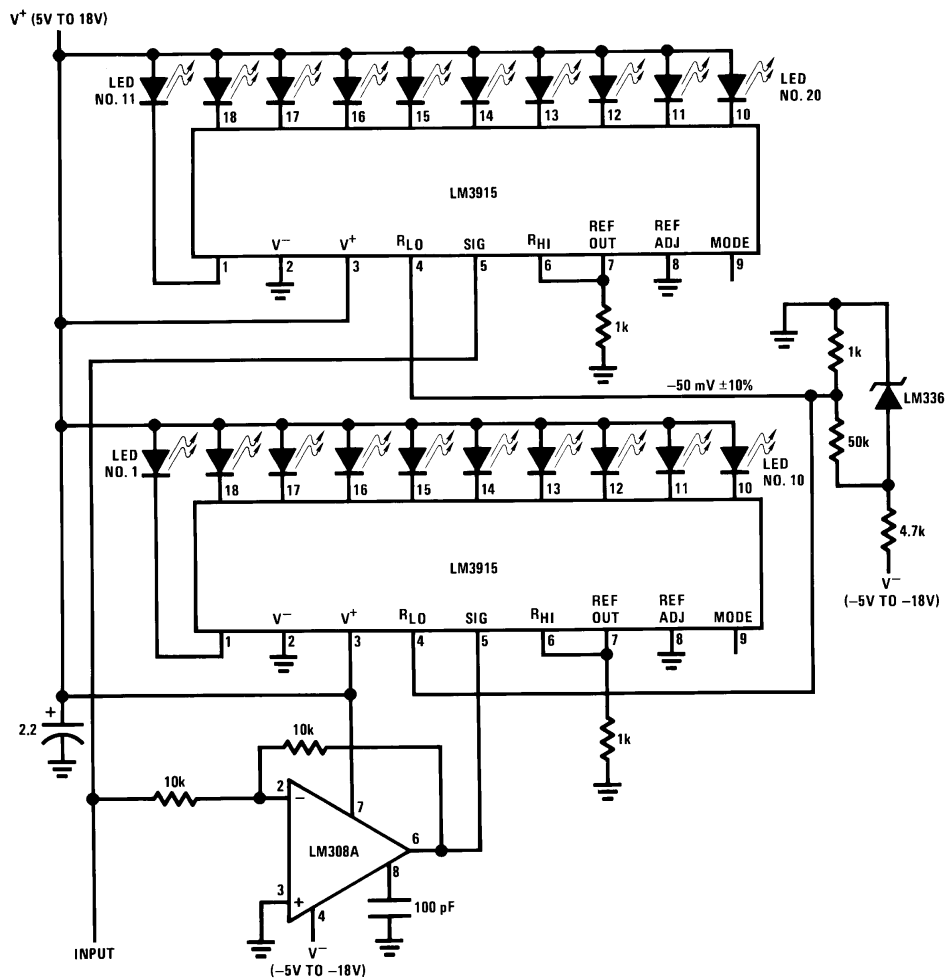 V+ (5V TO 18V)
LED
NO. 11
LED
NO. 20
18 17 16 15 14 13 12 11 10
LM3915
V− V+ RLO SIG RHI REF OUT REF ADJ MODE
1 2 3 4 5 6 7 8 9
1k
1k
−50 mV ±10%
LM336
50k
LED
NO. 1
LED
NO. 10
18 17 16 15 14 13 12 11 10
4.7k
V−
(−5V TO −18V)
LM3915
V− V+ RLO SIG RHI REF OUT REF ADJ MODE
1 2 3 4 5 6 7 8 9
+
2.2
10k
1k
10k
2
−
7
LM308A
6
8
3
+
4
100 pF
INPUT
V−
(−5V TO −18V)